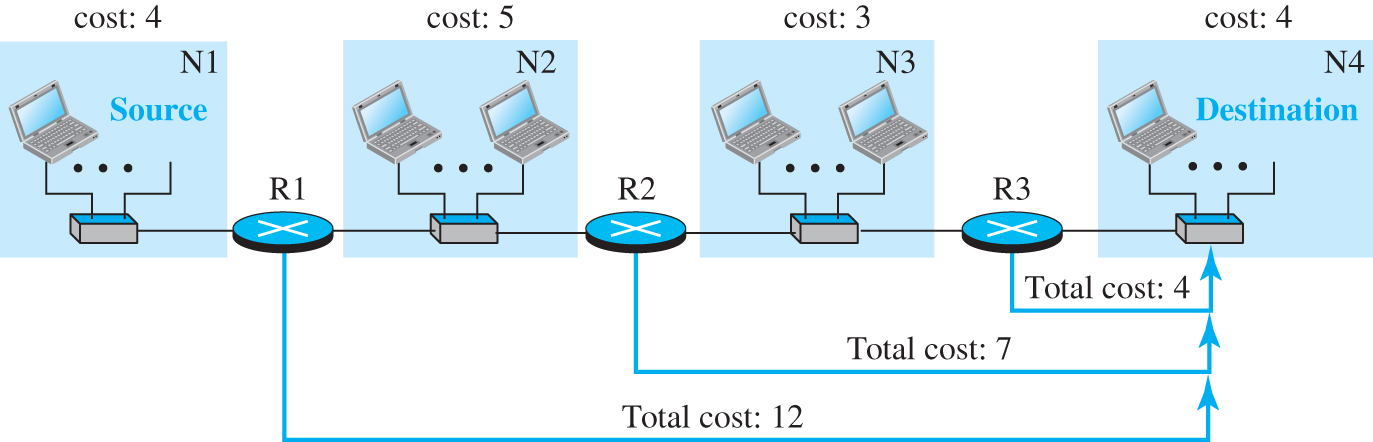 cost: 4
cost: 5
cost: 3
cost: 4
N1
N2
N3
N4
Source
Destination
R1
R2
R3
Total cost: 4
Total cost: 7
Total cost: 12